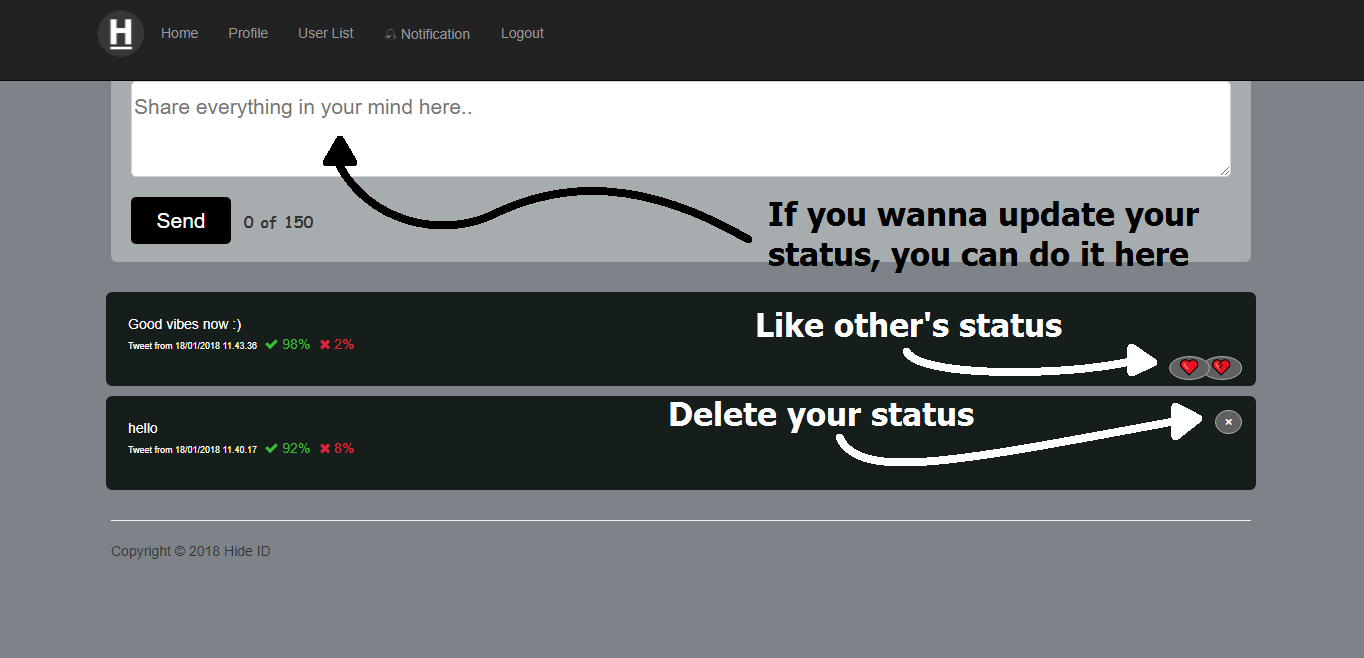 H Home Profile User List Notification Logout
Share everything in your mind here..
Send 0 of 150
If you wanna update your
status, you can do it here
Good vibes now :)
Tweet from 18/01/2018 11.43.36 ✔ 98% ✖ 2%
Like other's status
hello
Tweet from 18/01/2018 11.40.17 ✔ 92% ✖ 8%
Delete your status
×
Copyright © 2018 Hide ID